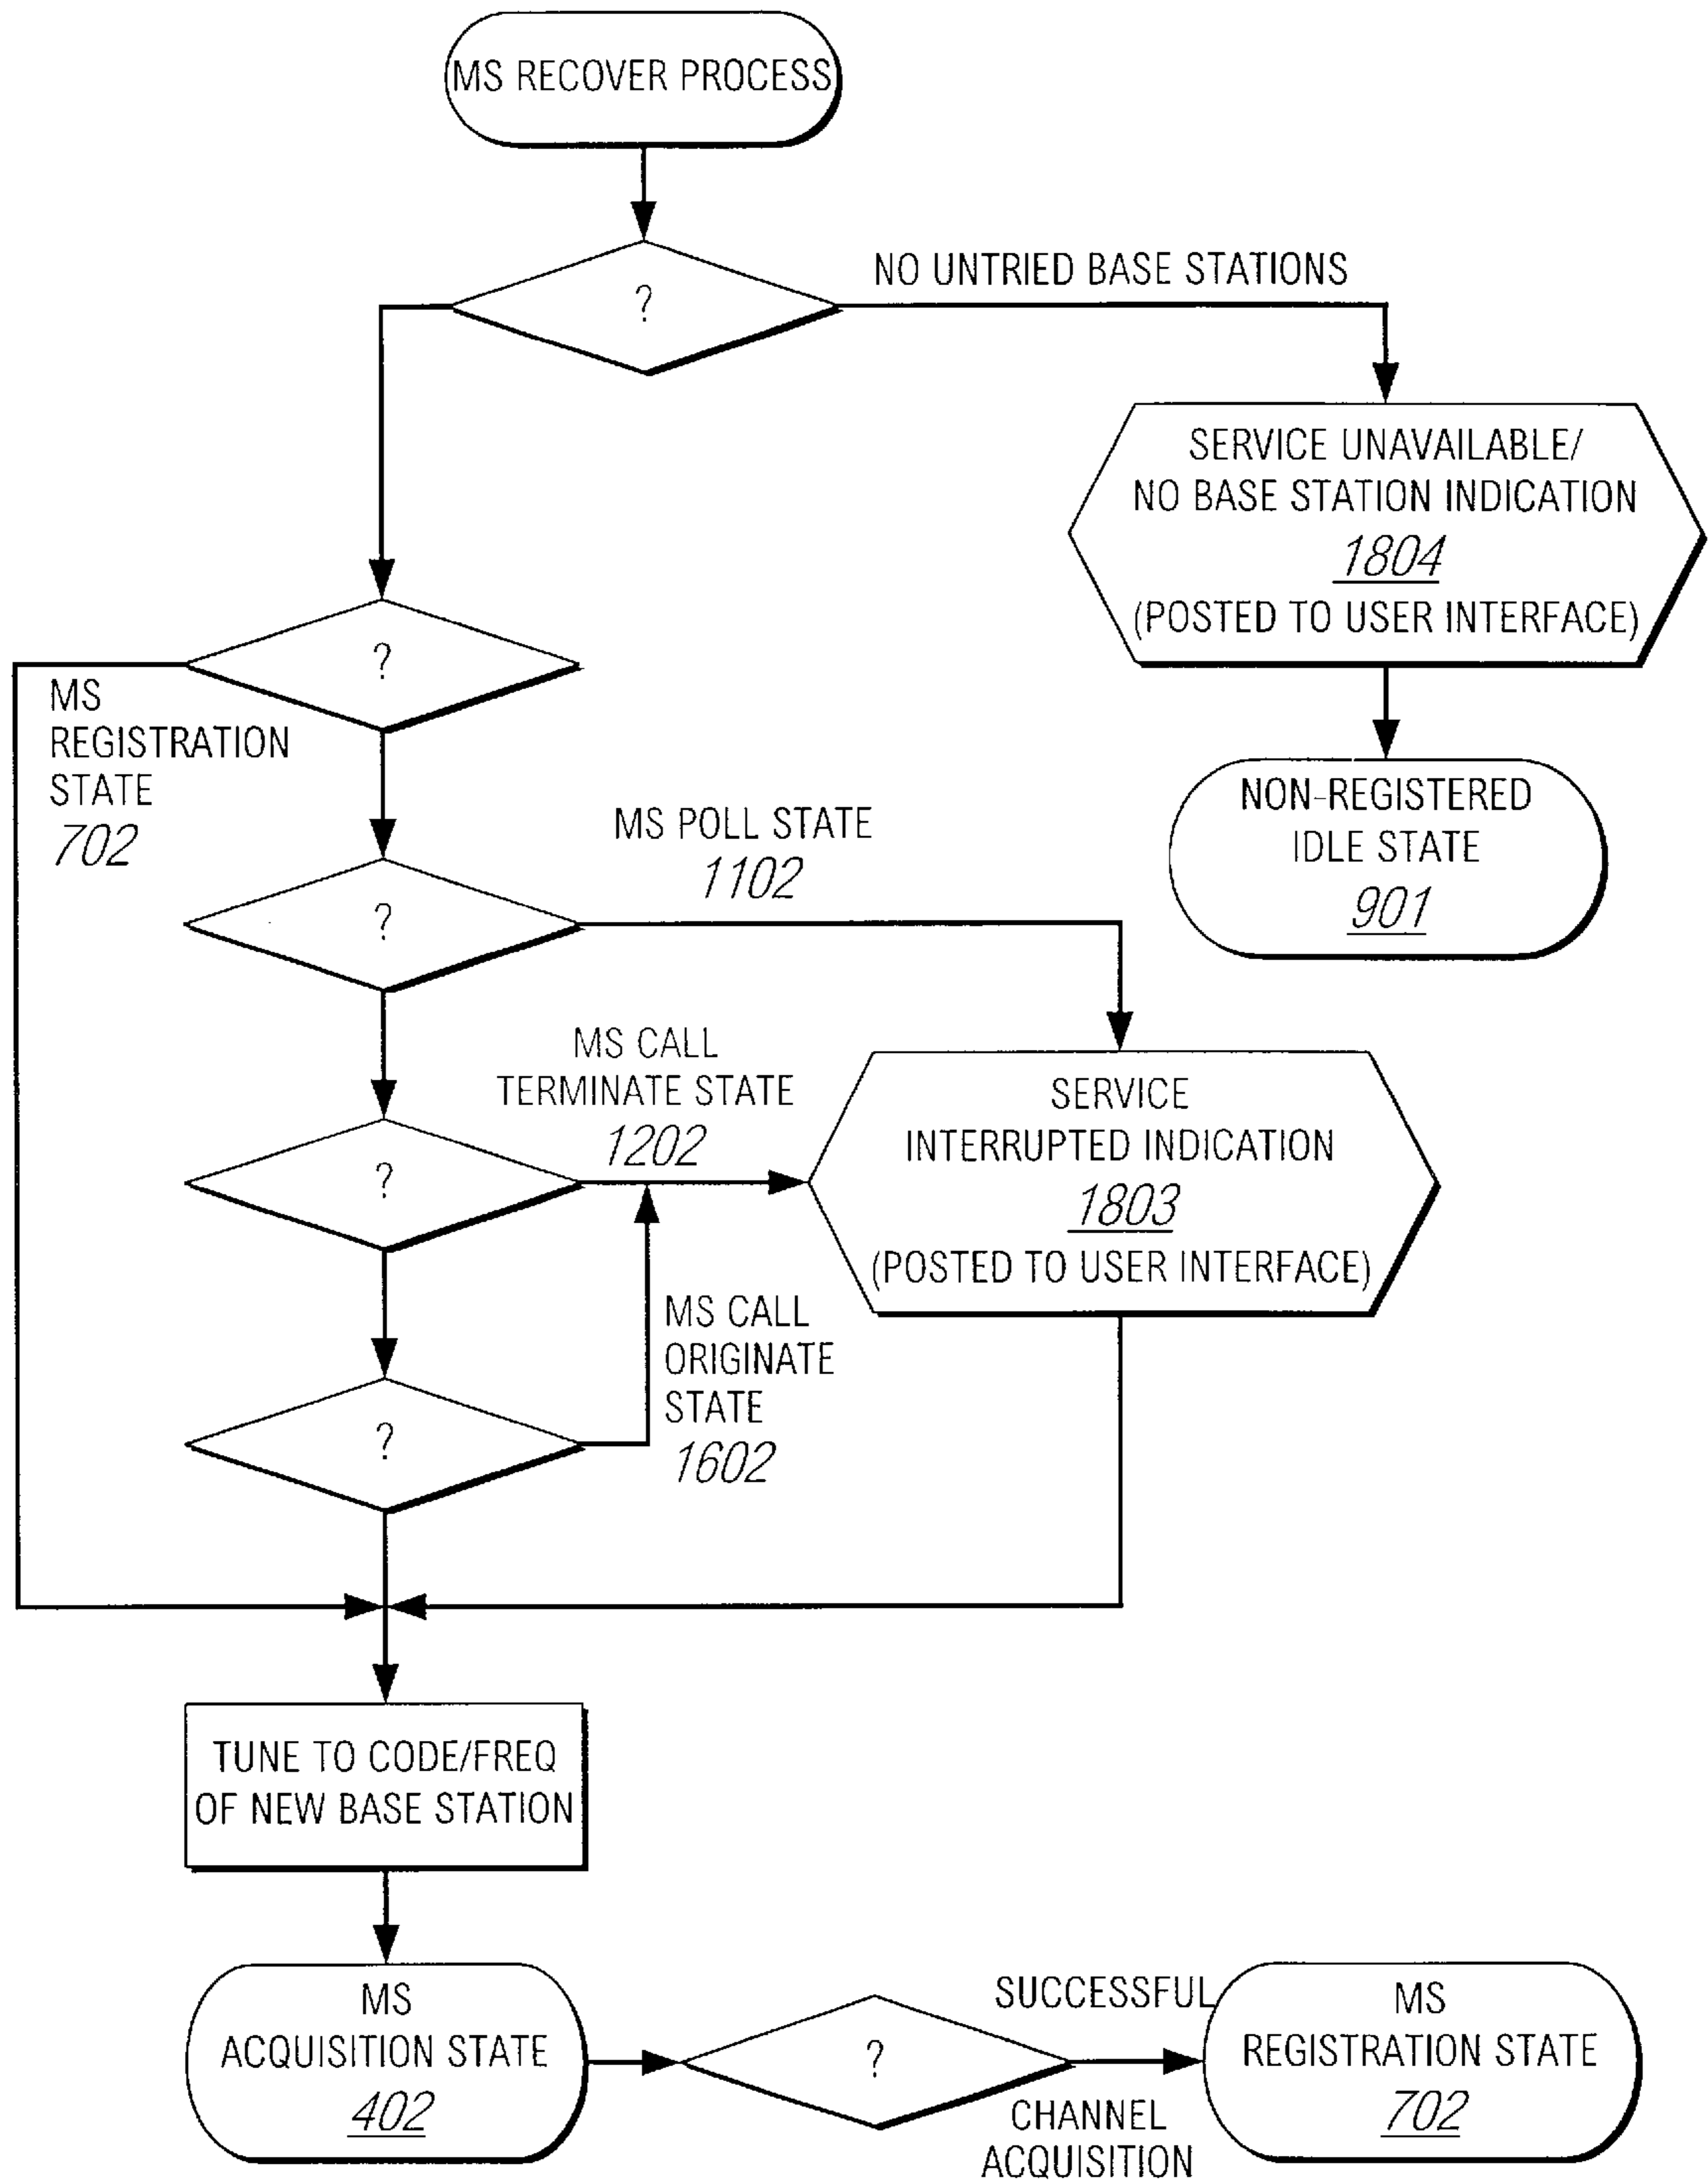 MS RECOVER PROCESS
?
NO UNTRIED BASE STATIONS
SERVICE UNAVAILABLE/
NO BASE STATION INDICATION
1804
(POSTED TO USER INTERFACE)
?
MS
REGISTRATION
STATE
702
NON-REGISTERED
IDLE STATE
901
MS POLL STATE
1102
?
MS CALL
TERMINATE STATE
1202
?
SERVICE
INTERRUPTED INDICATION
1803
(POSTED TO USER INTERFACE)
MS CALL
ORIGINATE
STATE
1602
?
TUNE TO CODE/FREQ
OF NEW BASE STATION
MS
ACQUISITION STATE
402
?
SUCCESSFUL
CHANNEL
ACQUISITION
MS
REGISTRATION STATE
702